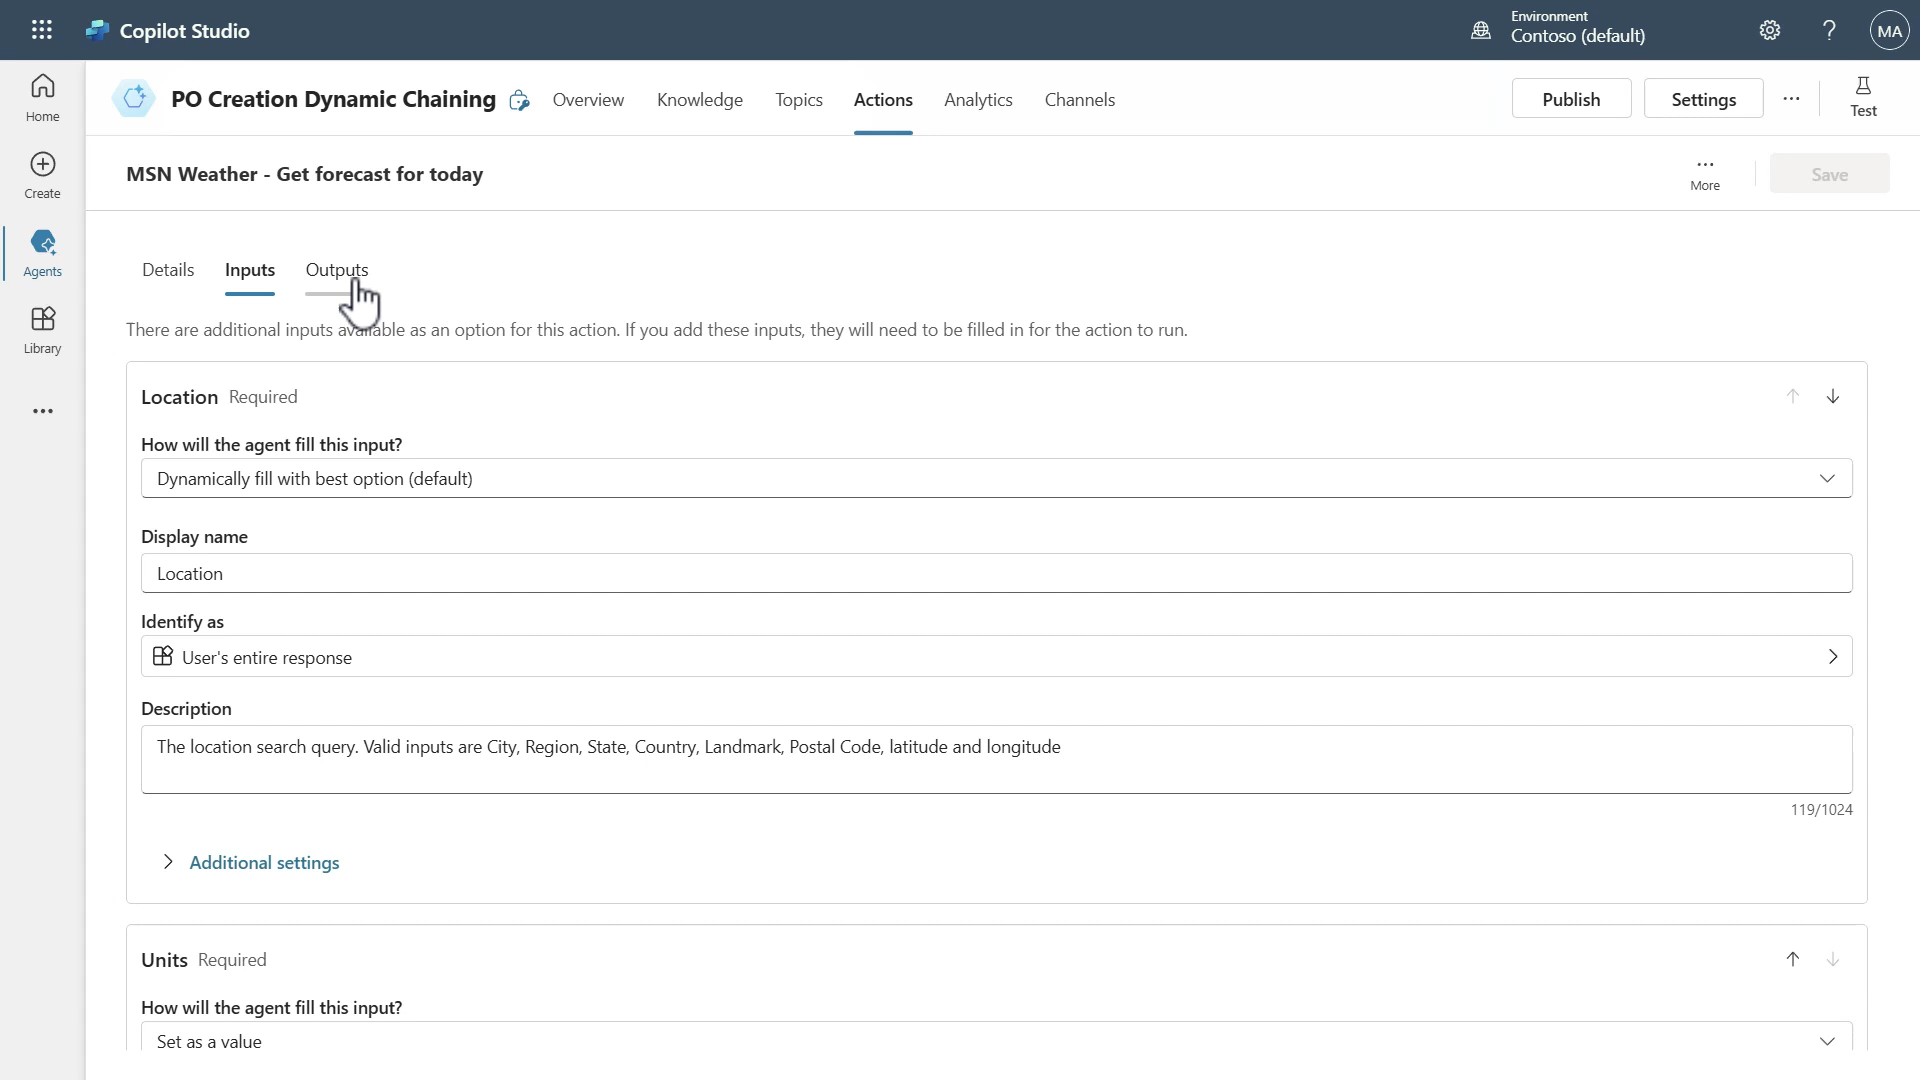 Copilot Studio
Environment
Contoso (default)
MA
Home
Create
Agents
Library
PO Creation Dynamic Chaining
Overview
Knowledge
Topics
Actions
Analytics
Channels
Publish
Settings
Test
MSN Weather - Get forecast for today
More
Save
Details
Inputs
Outputs
There are additional inputs available as an option for this action. If you add these inputs, they will need to be filled in for the action to run.
Location Required
How will the agent fill this input?
Dynamically fill with best option (default)
Display name
Location
Identify as
User's entire response
Description
The location search query. Valid inputs are City, Region, State, Country, Landmark, Postal Code, latitude and longitude
119/1024
Additional settings
Units Required
How will the agent fill this input?
Set as a value